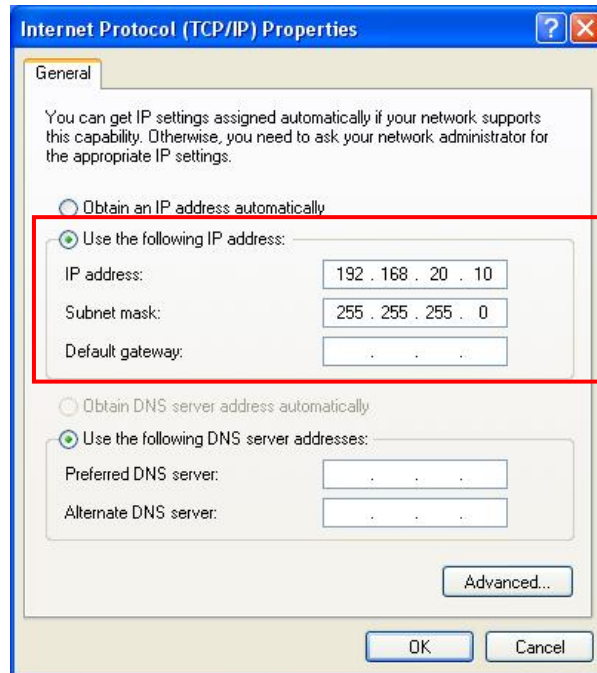 Internet Protocol (TCP/IP) Properties
General
You can get IP settings assigned automatically if your network supports
this capability. Otherwise, you need to ask your network administrator for
the appropriate IP settings.
Obtain an IP address automatically
Use the following IP address:
IP address: 192 . 168 . 20 . 10
Subnet mask: 255 . 255 . 255 . 0
Default gateway: . . .
Obtain DNS server address automatically
Use the following DNS server addresses:
Preferred DNS server: . . .
Alternate DNS server: . . .
Advanced...
OK Cancel